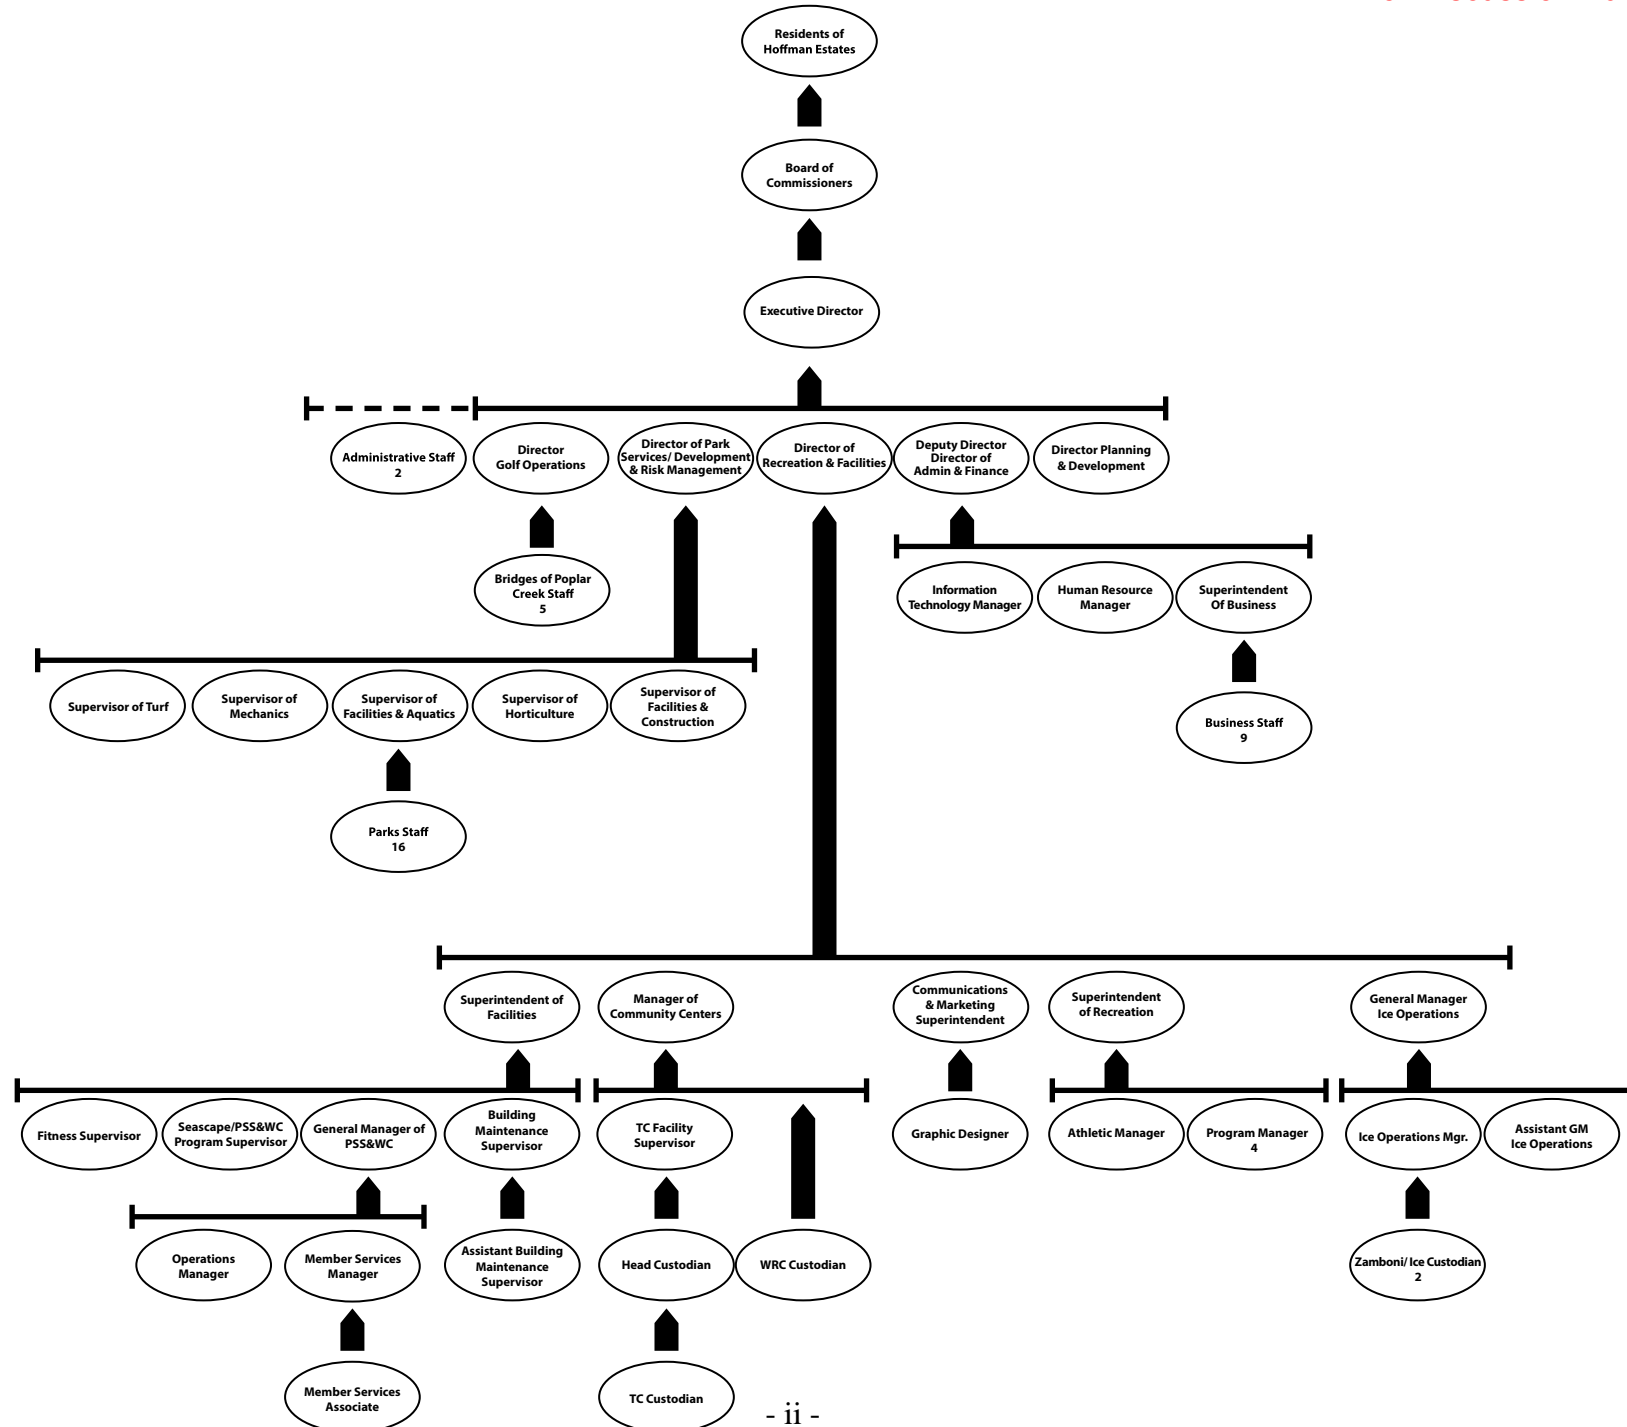 Residents of
Hoffman Estates
Board of
Commissioners
Executive Director
Administrative Staff
2
Director
Golf Operations
Director of Park
Services/ Development
& Risk Management
Director of
Recreation & Facilities
Deputy Director
Director of
Admin & Finance
Director Planning
& Development
Bridges of Poplar
Creek Staff
5
Information
Technology Manager
Human Resource
Manager
Superintendent
Of Business
Supervisor of Turf
Supervisor of
Mechanics
Supervisor of
Facilities & Aquatics
Supervisor of
Horticulture
Supervisor of
Facilities &
Construction
Business Staff
9
Parks Staff
16
Superintendent of
Facilities
Manager of
Community Centers
Communications
& Marketing
Superintendent
Superintendent
of Recreation
General Manager
Ice Operations
Fitness Supervisor
Seascape/PSS&WC
Program Supervisor
General Manager of
PSS&WC
Building
Maintenance
Supervisor
TC Facility
Supervisor
Graphic Designer
Athletic Manager
Program Manager
4
Ice Operations Mgr.
Assistant GM
Ice Operations
Operations
Manager
Member Services
Manager
Assistant Building
Maintenance
Supervisor
Head Custodian
WRC Custodian
Zamboni/ Ice Custodian
2
Member Services
Associate
TC Custodian
- ii -